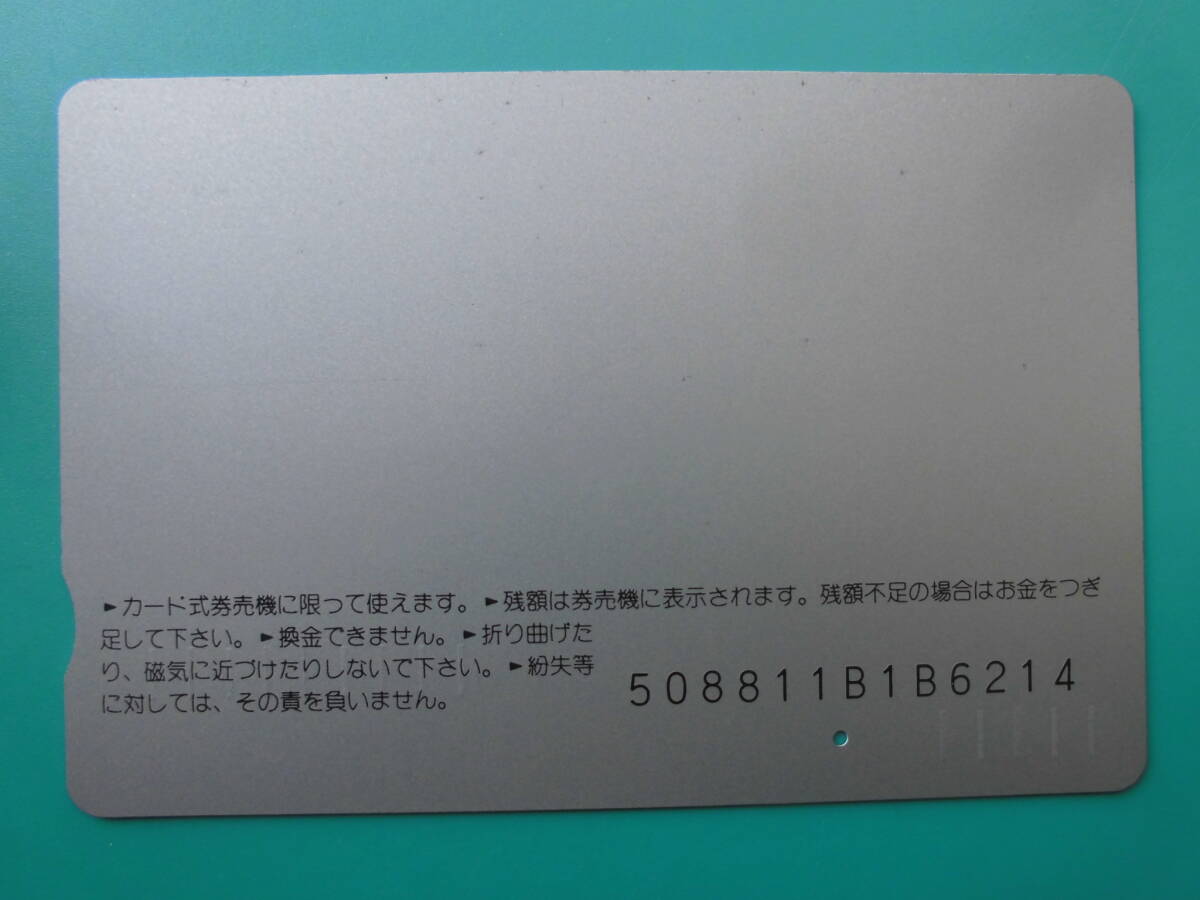 ►カード式券売機に限って使えます。►残額は券売機に表示されます。残額不足の場合はお金をつぎ
足して下さい。►換金できません。►折り曲げた
り、磁気に近づけたりしないで下さい。►紛失等
に対しては、その責を負いません。
508811B1B6214